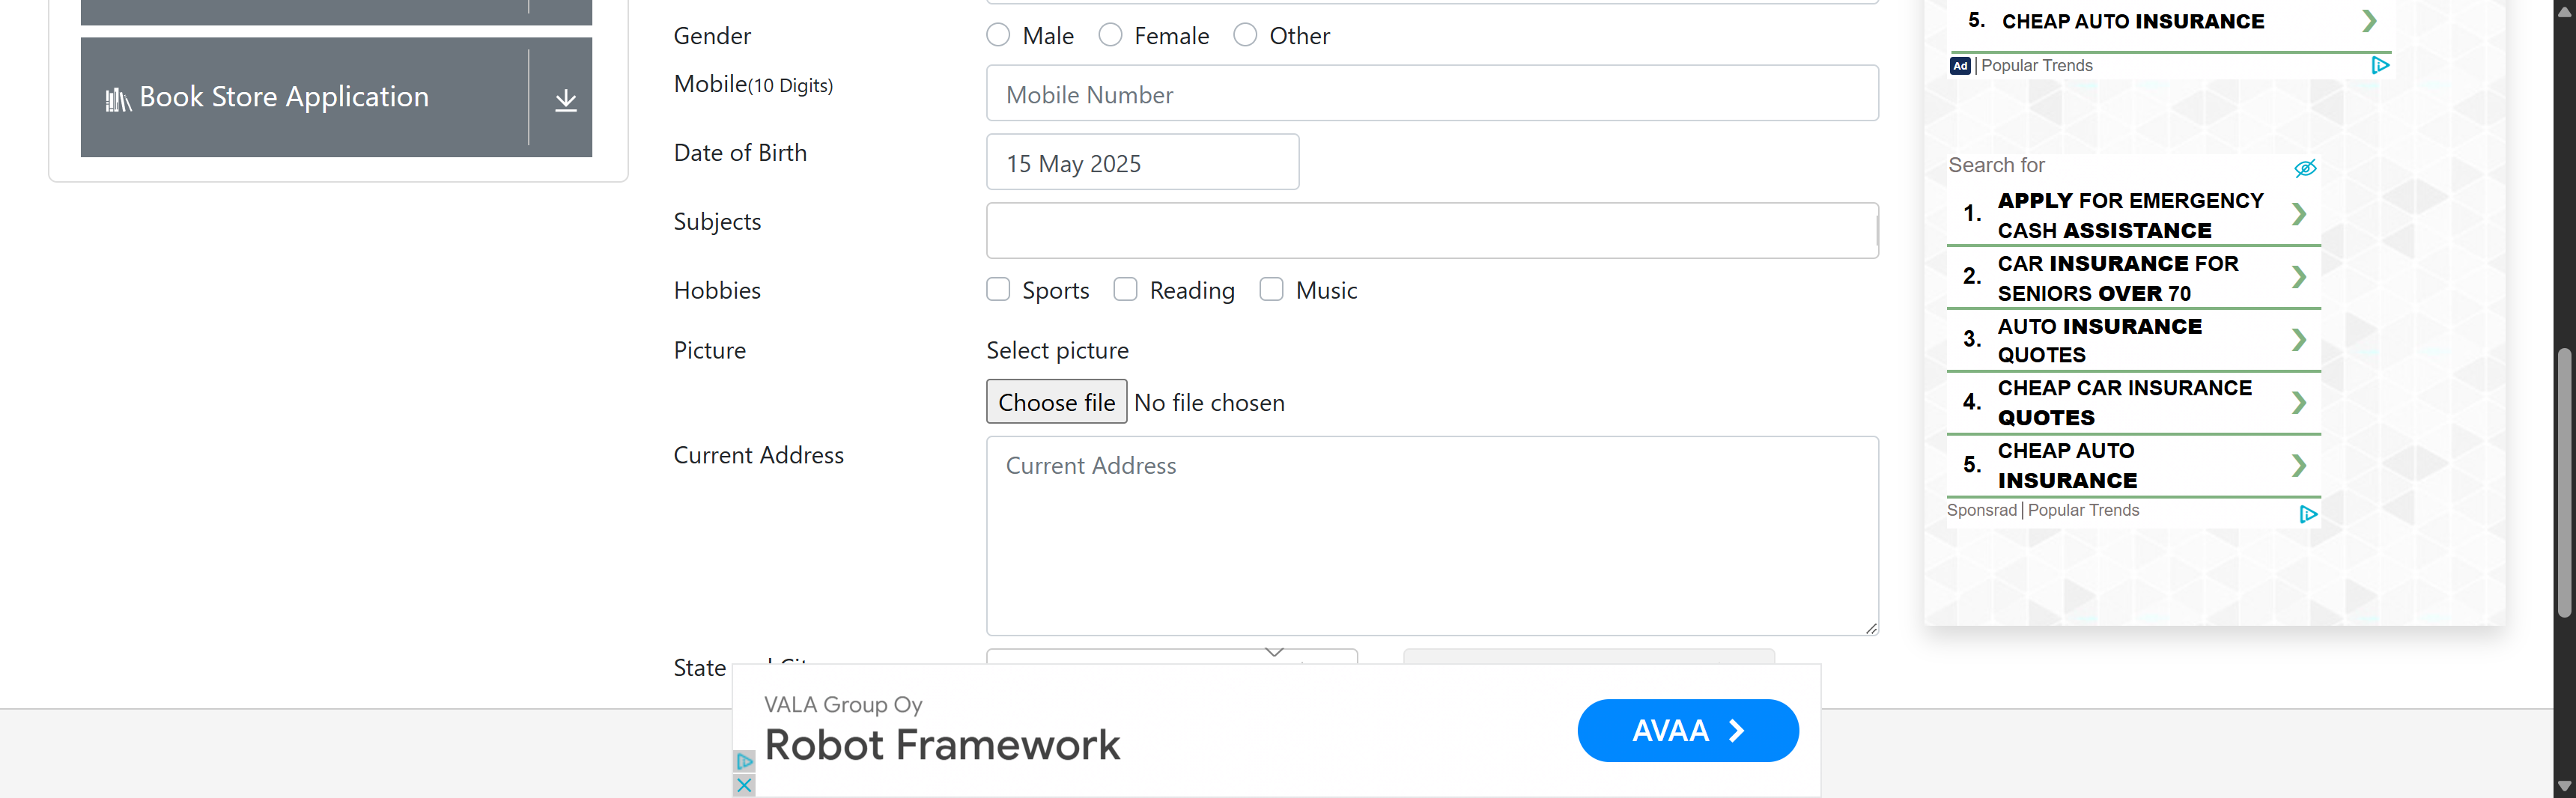 Book Store Application
Gender
Male
Female
Other
Mobile(10 Digits)
Mobile Number
Date of Birth
15 May 2025
Subjects
Hobbies
Sports
Reading
Music
Picture
Select picture
Choose file No file chosen
Current Address
Current Address
State
VALA Group Oy
Robot Framework
AVAA
5. CHEAP AUTO INSURANCE
Ad | Popular Trends
Search for
1. APPLY FOR EMERGENCY
CASH ASSISTANCE
2. CAR INSURANCE FOR
SENIORS OVER 70
3. AUTO INSURANCE
QUOTES
4. CHEAP CAR INSURANCE
QUOTES
5. CHEAP AUTO
INSURANCE
Sponsrad | Popular Trends